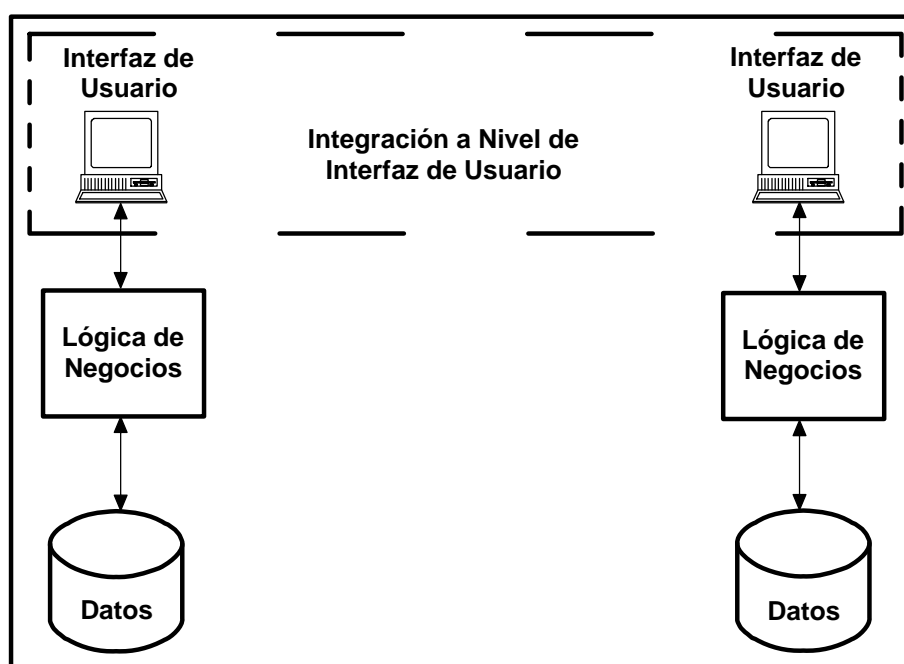 Interfaz de
Usuario
Integración a Nivel de
Interfaz de Usuario
Interfaz de
Usuario
Lógica de
Negocios
Lógica de
Negocios
Datos
Datos